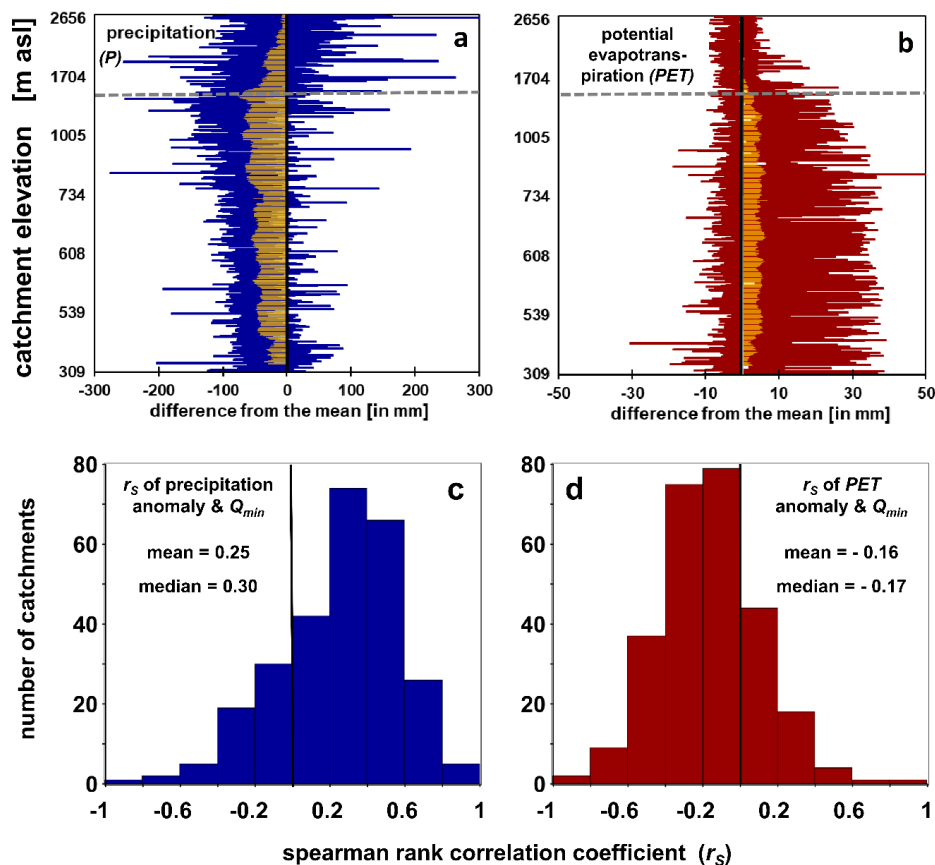 catchment elevation [m asl]
2656
1704
1005
734
608
539
309
precipitation
(P)
a
-300
-200
-100
0
100
200
300
difference from the mean [in mm]
2656
1704
1005
734
608
539
309
potential
evapotrans-
piration (PET)
b
-50
-30
-10
10
30
50
difference from the mean [in mm]
number of catchments
80
60
40
20
0
rS of precipitation
anomaly & Qmin
mean = 0.25
median = 0.30
c
-1
-0.6
-0.2
0.2
0.6
1
80
60
40
20
0
d
rS of PET
anomaly & Qmin
mean = - 0.16
median = - 0.17
-1
-0.6
-0.2
0.2
0.6
1
spearman rank correlation coefficient (rS)